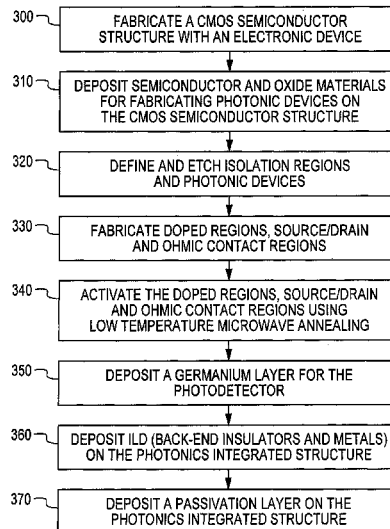 300
FABRICATE A CMOS SEMICONDUCTOR
STRUCTURE WITH AN ELECTRONIC DEVICE
310
DEPOSIT SEMICONDUCTOR AND OXIDE MATERIALS
FOR FABRICATING PHOTONIC DEVICES ON
THE CMOS SEMICONDUCTOR STRUCTURE
320
DEFINE AND ETCH ISOLATION REGIONS
AND PHOTONIC DEVICES
330
FABRICATE DOPED REGIONS, SOURCE/DRAIN
AND OHMIC CONTACT REGIONS
340
ACTIVATE THE DOPED REGIONS, SOURCE/DRAIN
AND OHMIC CONTACT REGIONS USING
LOW TEMPERATURE MICROWAVE ANNEALING
350
DEPOSIT A GERMANIUM LAYER FOR THE
PHOTODETECTOR
360
DEPOSIT ILD (BACK-END INSULATORS AND METALS)
ON THE PHOTONICS INTEGRATED STRUCTURE
370
DEPOSIT A PASSIVATION LAYER ON THE
PHOTONICS INTEGRATED STRUCTURE